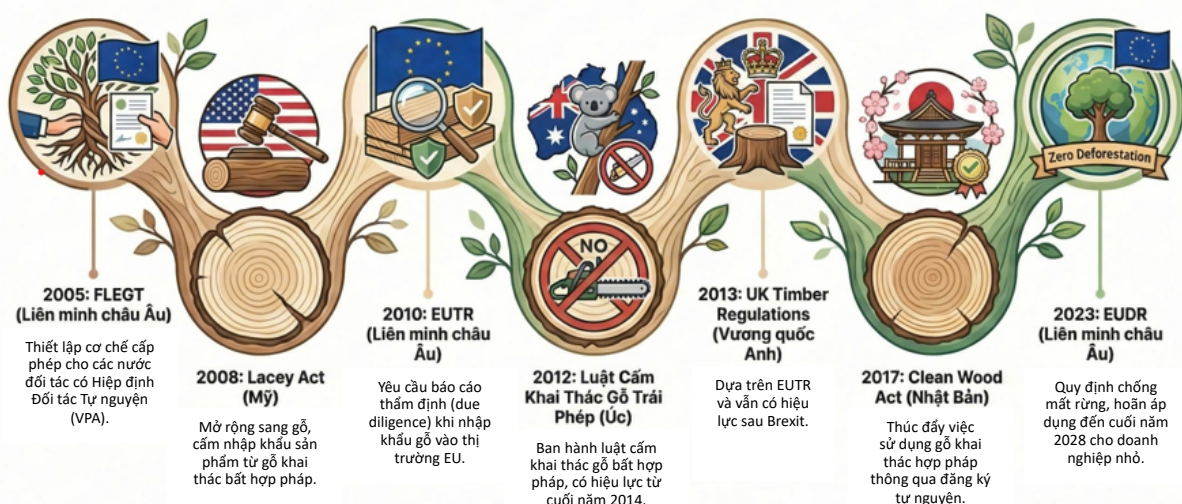 2005: FLEGT
(Liên minh châu Âu)
Thiết lập cơ chế cấp
phép cho các nước
đối tác có Hiệp định
Đối tác Tự nguyện
(VPA).
2008: Lacey Act
(Mỹ)
Mở rộng sang gỗ,
cấm nhập khẩu sản
phẩm từ gỗ khai
thác bất hợp pháp.
2010: EUTR
(Liên minh châu
Âu)
Yêu cầu báo cáo
thẩm định (due
diligence) khi nhập
khẩu gỗ vào thị
trường EU.
NO
2012: Luật Cấm
Khai Thác Gỗ Trái
Phép (Úc)
Ban hành luật cấm
khai thác gỗ bất hợp
pháp, có hiệu lực từ
cuối năm 2014.
2013: UK Timber
Regulations
(Vương quốc
Anh)
Dựa trên EUTR
và vẫn có hiệu
lực sau Brexit.
2017: Clean Wood
Act (Nhật Bản)
Thúc đẩy việc
sử dụng gỗ khai
thác hợp pháp
thông qua đăng ký
tự nguyện.
Zero Deforestation
2023: EUDR
(Liên minh châu
Âu)
Quy định chống
mất rừng, hoãn áp
dụng đến cuối năm
2028 cho doanh
nghiệp nhỏ.